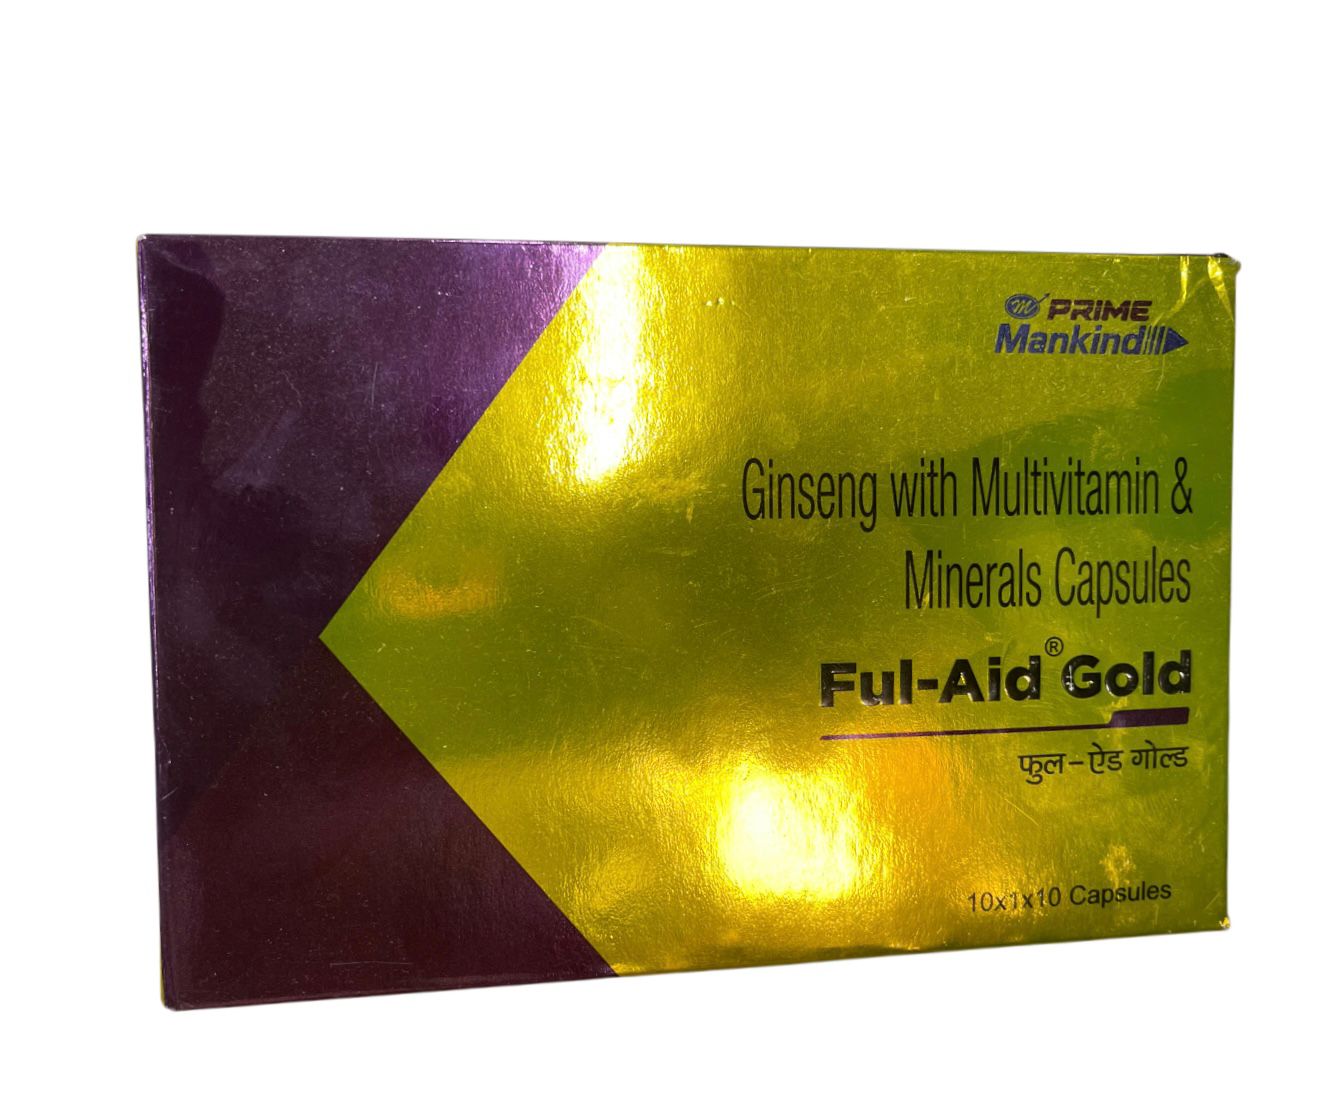 PRIME
Mankind
Ginseng with Multivitamin &
Minerals Capsules
Ful-Aid® Gold
फुल-ऐड गोल्ड
10x1x10 Capsules